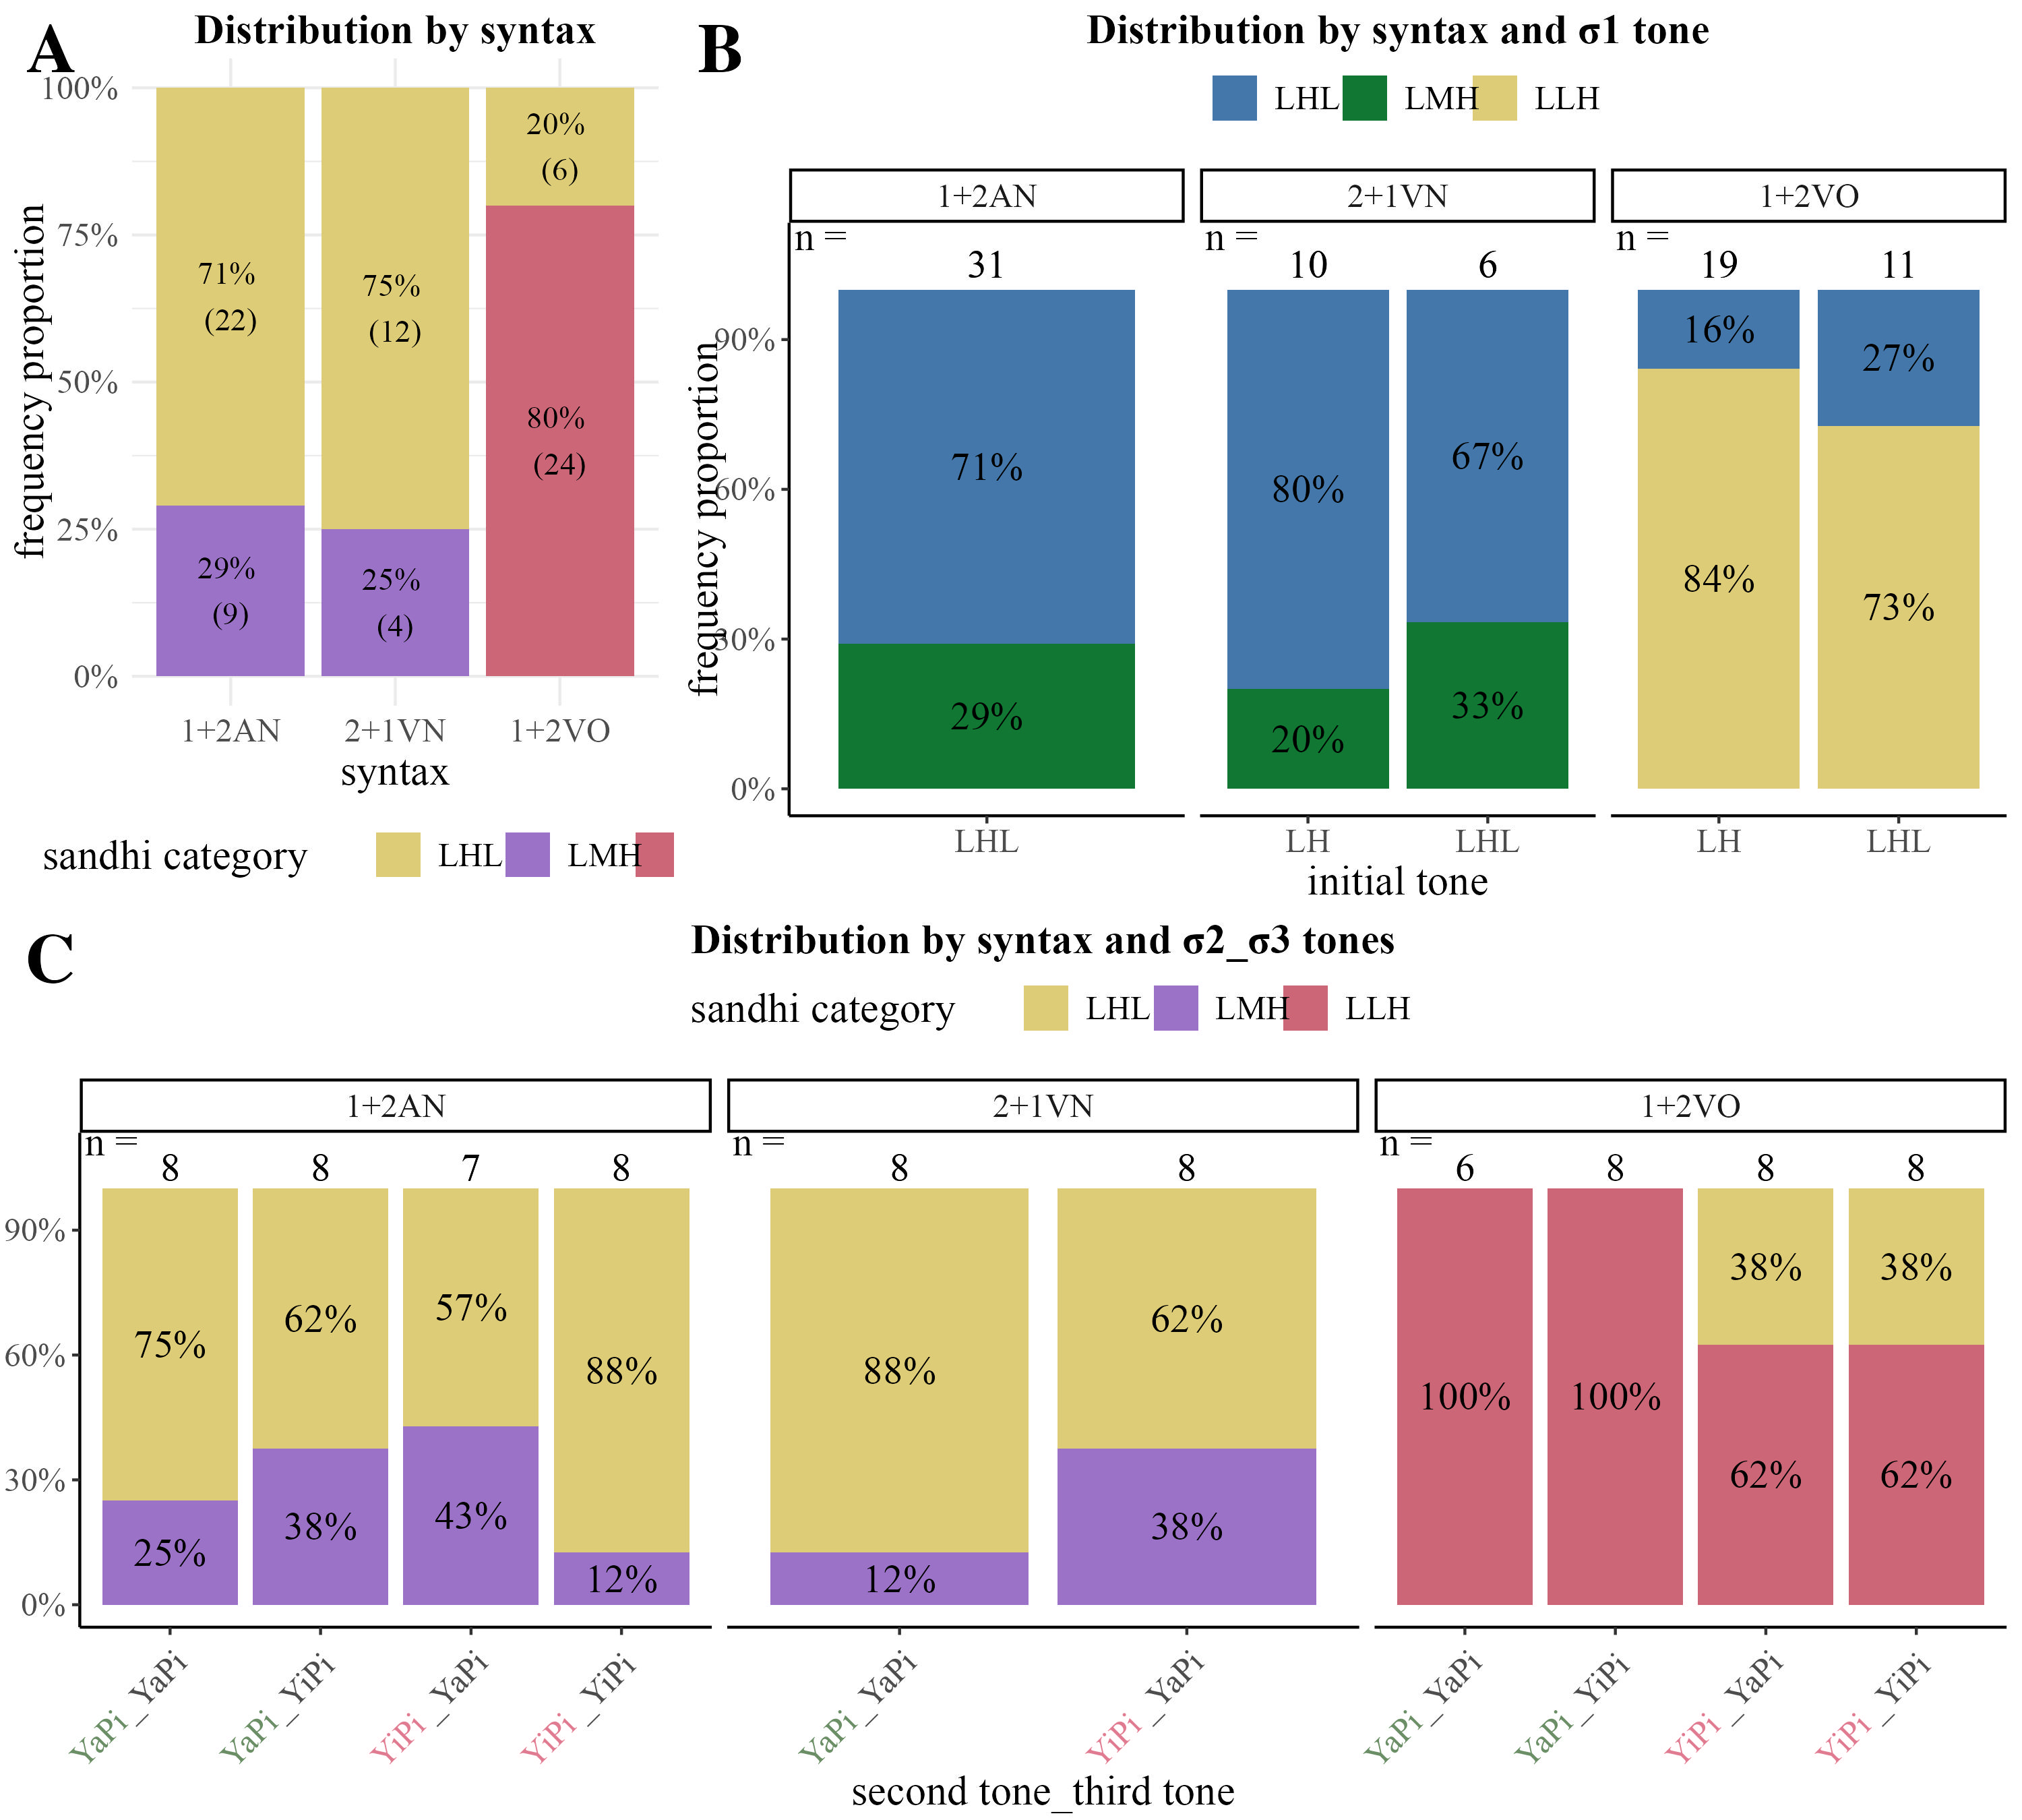 A
Distribution by syntax
100%
75%
50%
25%
0%
frequency proportion
71%
(22)
29%
(9)
75%
(12)
25%
(4)
20%
(6)
80%
(24)
1+2AN 2+1VN 1+2VO
syntax
sandhi category LHL LMH
B
Distribution by syntax and σ1 tone
LHL LMH LLH
1+2AN 2+1VN 1+2VO
n = n = n =
31 10 6 19 11
90%
60%
30%
0%
frequency proportion
71%
29%
80%
20%
67%
33%
16%
84%
27%
73%
LHL LH LHL LH LHL
initial tone
C
Distribution by syntax and σ2_σ3 tones
sandhi category LHL LMH LLH
1+2AN 2+1VN 1+2VO
n = n = n =
8 8 7 8 8 8 6 8 8 8
90%
60%
30%
0%
75%
25%
62%
38%
57%
43%
88%
12%
88%
12%
62%
38%
100%
100%
38%
62%
38%
62%
YaPi_YaPi
YaPi_YiPi
YiPi_YaPi
YiPi_YiPi
YaPi_YaPi
YiPi_YaPi
YaPi_YaPi
YaPi_YiPi
YiPi_YaPi
YiPi_YiPi
second tone_third tone